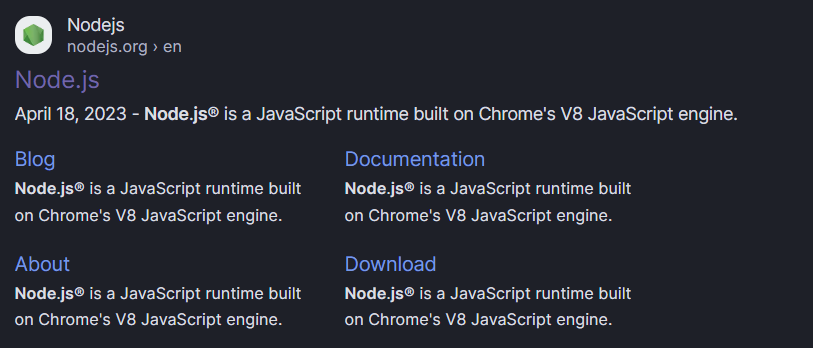 Nodejs
nodejs.org › en
Node.js
April 18, 2023 - Node.js® is a JavaScript runtime built on Chrome's V8 JavaScript engine.
Blog
Node.js® is a JavaScript runtime built
on Chrome's V8 JavaScript engine.
Documentation
Node.js® is a JavaScript runtime built
on Chrome's V8 JavaScript engine.
About
Node.js® is a JavaScript runtime built
on Chrome's V8 JavaScript engine.
Download
Node.js® is a JavaScript runtime built
on Chrome's V8 JavaScript engine.